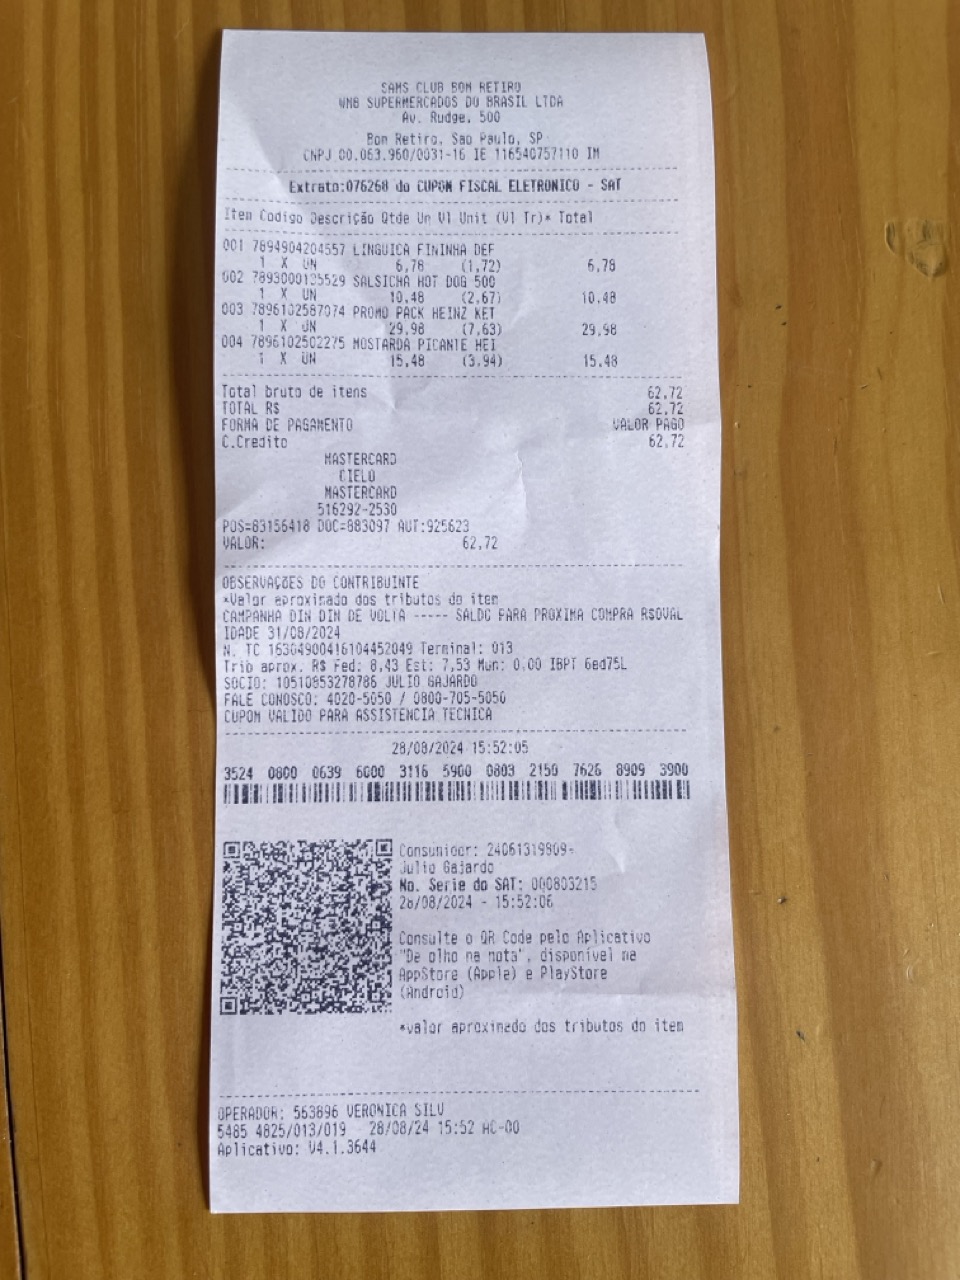 SAMS CLUB BOM RETIRO
WMB SUPERMERCADOS DO BRASIL LTDA
Av. Rudge, 500
Bom Retiro, Sao Paulo, SP
CNPJ 00.063.960/0031-16 IE 116540757110 IM
Extrato:076268 do CUPOM FISCAL ELETRONICO - SAT
Item Codigo Descrição Qtde Un Vl Unit (Vl Tr)* Total
001 7894904204557 LINGUICA FININHA DEF
1 X UN 6,78 (1,72) 6,78
002 7893000135529 SALSICHA HOT DOG 500
1 X UN 10,48 (2,67) 10,48
003 7896102587074 PROMO PACK HEINZ KET
1 X UN 29,98 (7,63) 29,98
004 7896102502275 MOSTARDA PICANTE HEI
1 X UN 15,48 (3,94) 15,48
Total bruto de itens 62,72
TOTAL R$ 62,72
FORMA DE PAGAMENTO VALOR PAGO
C.Credito 62,72
MASTERCARD
CIELO
MASTERCARD
516292-2530
POS=83156418 DOC=883097 AUT:925623
VALOR: 62,72
OBSERVAÇÕES DO CONTRIBUINTE
*Valor aproximado dos tributos do item
CAMPANHA DIN DIN DE VOLTA ----- SALDO PARA PROXIMA COMPRA R$0VAL
IDADE 31/08/2024
N. TC 16304900416104452049 Terminal: 013
Trib aprox. R$ Fed: 8,43 Est: 7,53 Mun: 0,00 IBPT 6ed75L
SOCIO: 10510853278786 JULIO GAJARDO
FALE CONOSCO: 4020-5050 / 0800-705-5050
CUPOM VALIDO PARA ASSISTENCIA TECNICA
28/08/2024 15:52:05
3524 0800 0639 6000 3116 5900 0803 2150 7626 8909 3900
Consumidor: 24061319809-
Julio Gajardo
No. Serie do SAT: 000803215
28/08/2024 - 15:52:06
Consulte o QR Code pelo Aplicativo
"De olho na nota", disponível na
AppStore (Apple) e PlayStore
(Android)
*valor aproximado dos tributos do item
OPERADOR: 563896 VERONICA SILV
5485 4825/013/019 28/08/24 15:52 AC-00
Aplicativo: V4.1.3644